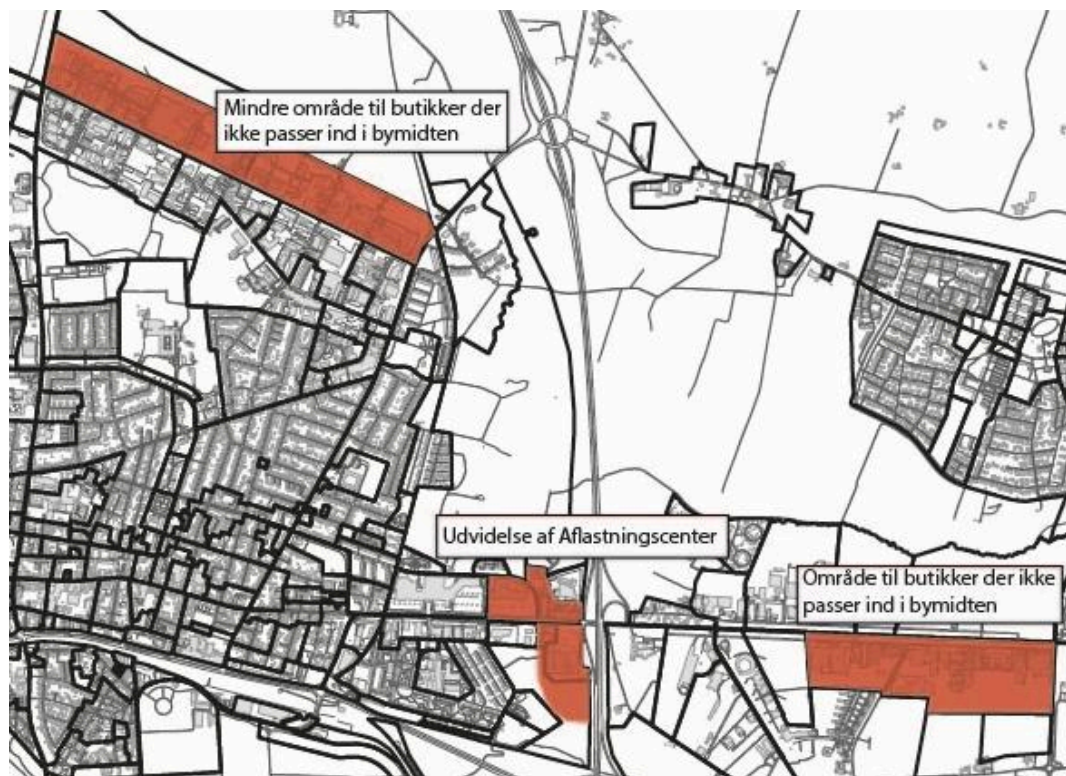 Mindre område til butikker der
ikke passer ind i bymidten
Udvidelse af Aflastningscenter
Område til butikker der ikke
passer ind i bymidten